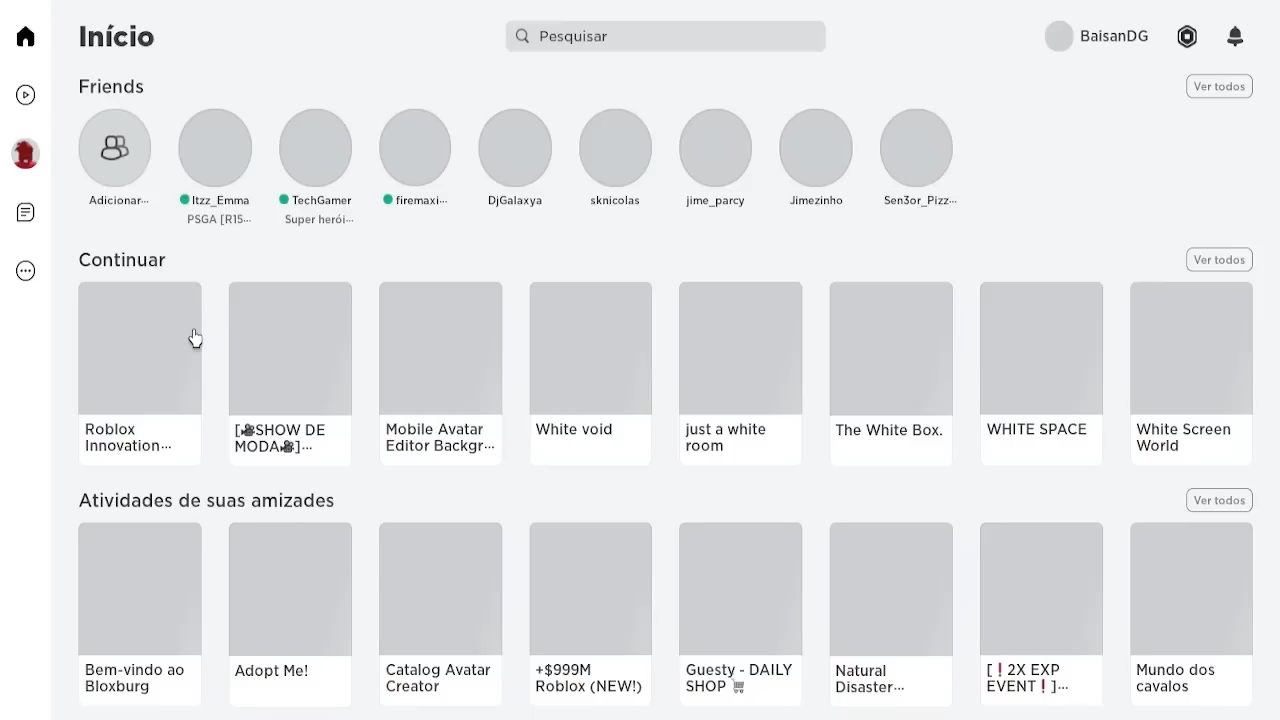 Início
Pesquisar
BaisanDG
Friends
Ver todos
Adicionar...
Itzz_Emma
TechGamer
firemaxi...
DjGalaxya
sknicolas
jime_parcy
Jimezinho
Sen3or_Pizz...
PSGA [R15...
Super herói...
Continuar
Ver todos
Roblox
Innovation...
[🎥SHOW DE
MODA🎥]...
Mobile Avatar
Editor Backgr...
White void
just a white
room
The White Box.
WHITE SPACE
White Screen
World
Atividades de suas amizades
Ver todos
Bem-vindo ao
Bloxburg
Adopt Me!
Catalog Avatar
Creator
+$999M
Roblox (NEW!)
Guesty - DAILY
SHOP 🛒
Natural
Disaster...
[❗2X EXP
EVENT❗]...
Mundo dos
cavalos